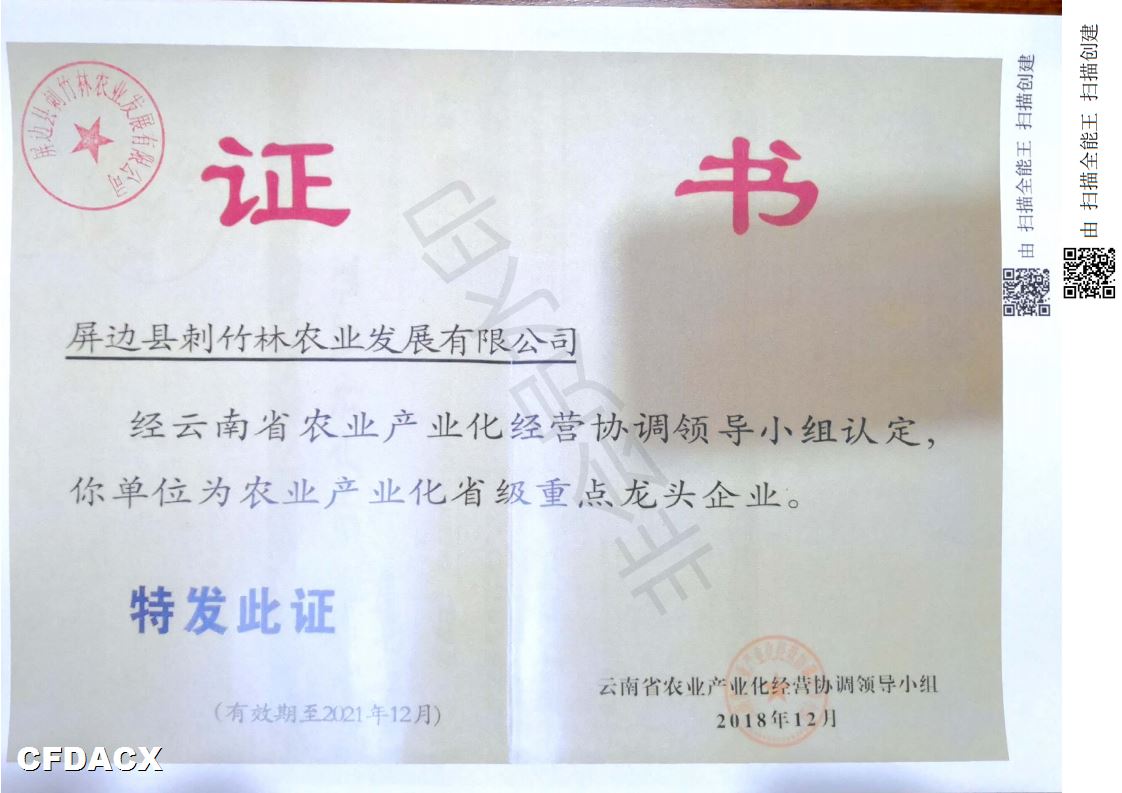 屏边县刺竹林农业发展有限公司
证 书
屏边县刺竹林农业发展有限公司
经云南省农业产业化经营协调领导小组认定，
你单位为农业产业化省级重点龙头企业。
特发此证
云南省农业产业化经营协调领导小组
2018年12月
(有效期至2021年12月)
由 扫描全能王 扫描创建
由 扫描全能王 扫描创建
CFDACX